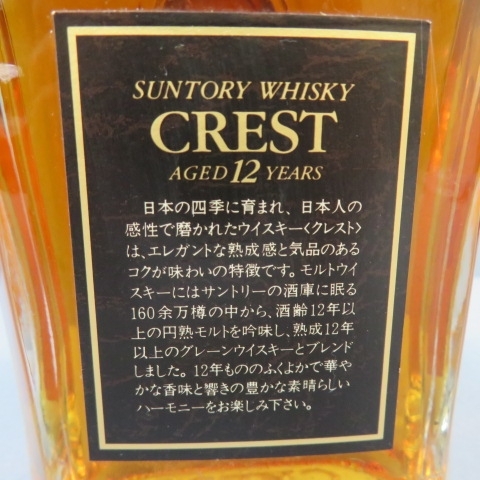 SUNTORY WHISKY
CREST
AGED 12 YEARS
日本の四季に育まれ、日本人の
感性で磨かれたウイスキー〈クレスト〉
は、エレガントな熟成感と気品のある
コクが味わいの特徴です。モルトウイ
スキーにはサントリーの酒庫に眠る
160余万樽の中から、酒齢12年以
上の円熟モルトを吟味し、熟成12年
以上のグレーンウイスキーとブレンド
しました。12年もののふくよかで華や
かな香味と響きの豊かな素晴らしい
ハーモニーをお楽しみ下さい。